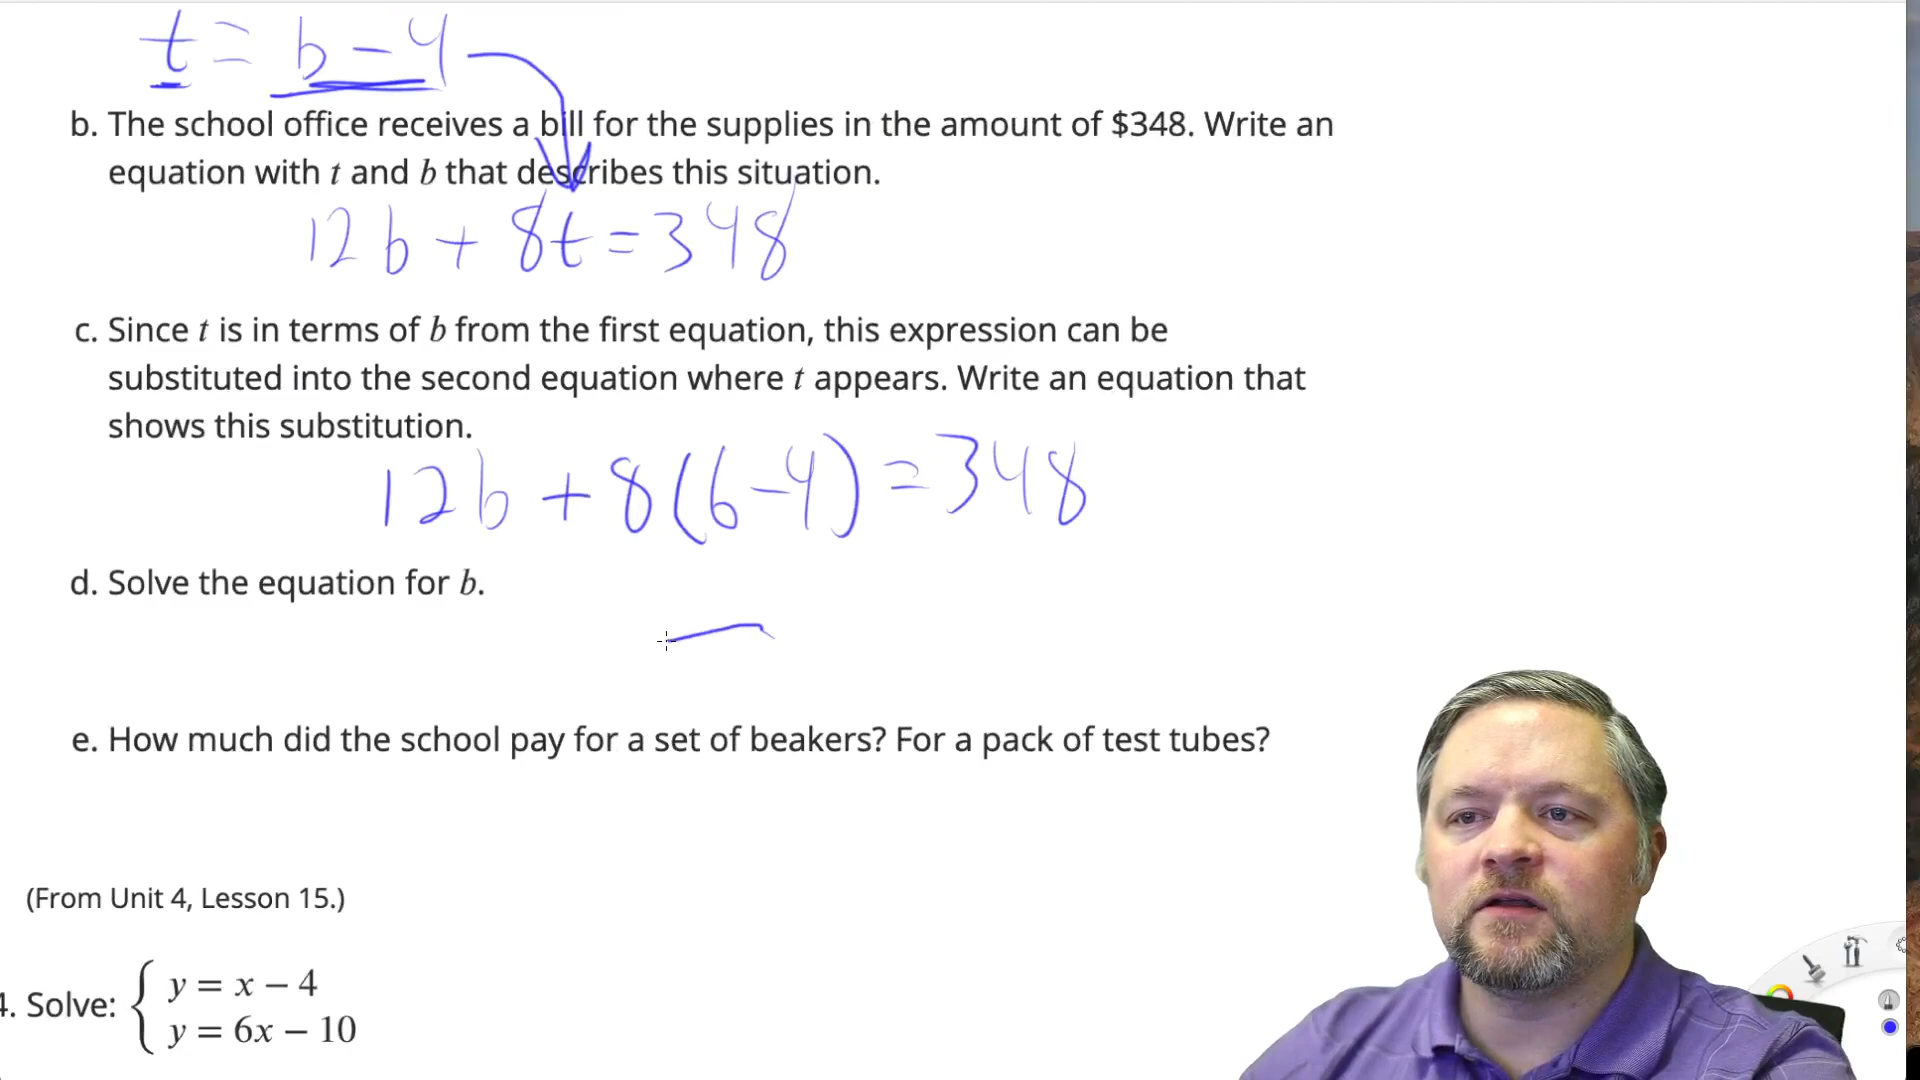 t = b - 4
b. The school office receives a bill for the supplies in the amount of $348. Write an
equation with t and b that describes this situation.
12b + 8t = 348
c. Since t is in terms of b from the first equation, this expression can be
substituted into the second equation where t appears. Write an equation that
shows this substitution.
12b + 8(b-4) = 348
d. Solve the equation for b.
e. How much did the school pay for a set of beakers? For a pack of test tubes?
(From Unit 4, Lesson 15.)
4. Solve: { y = x − 4
y = 6x − 10